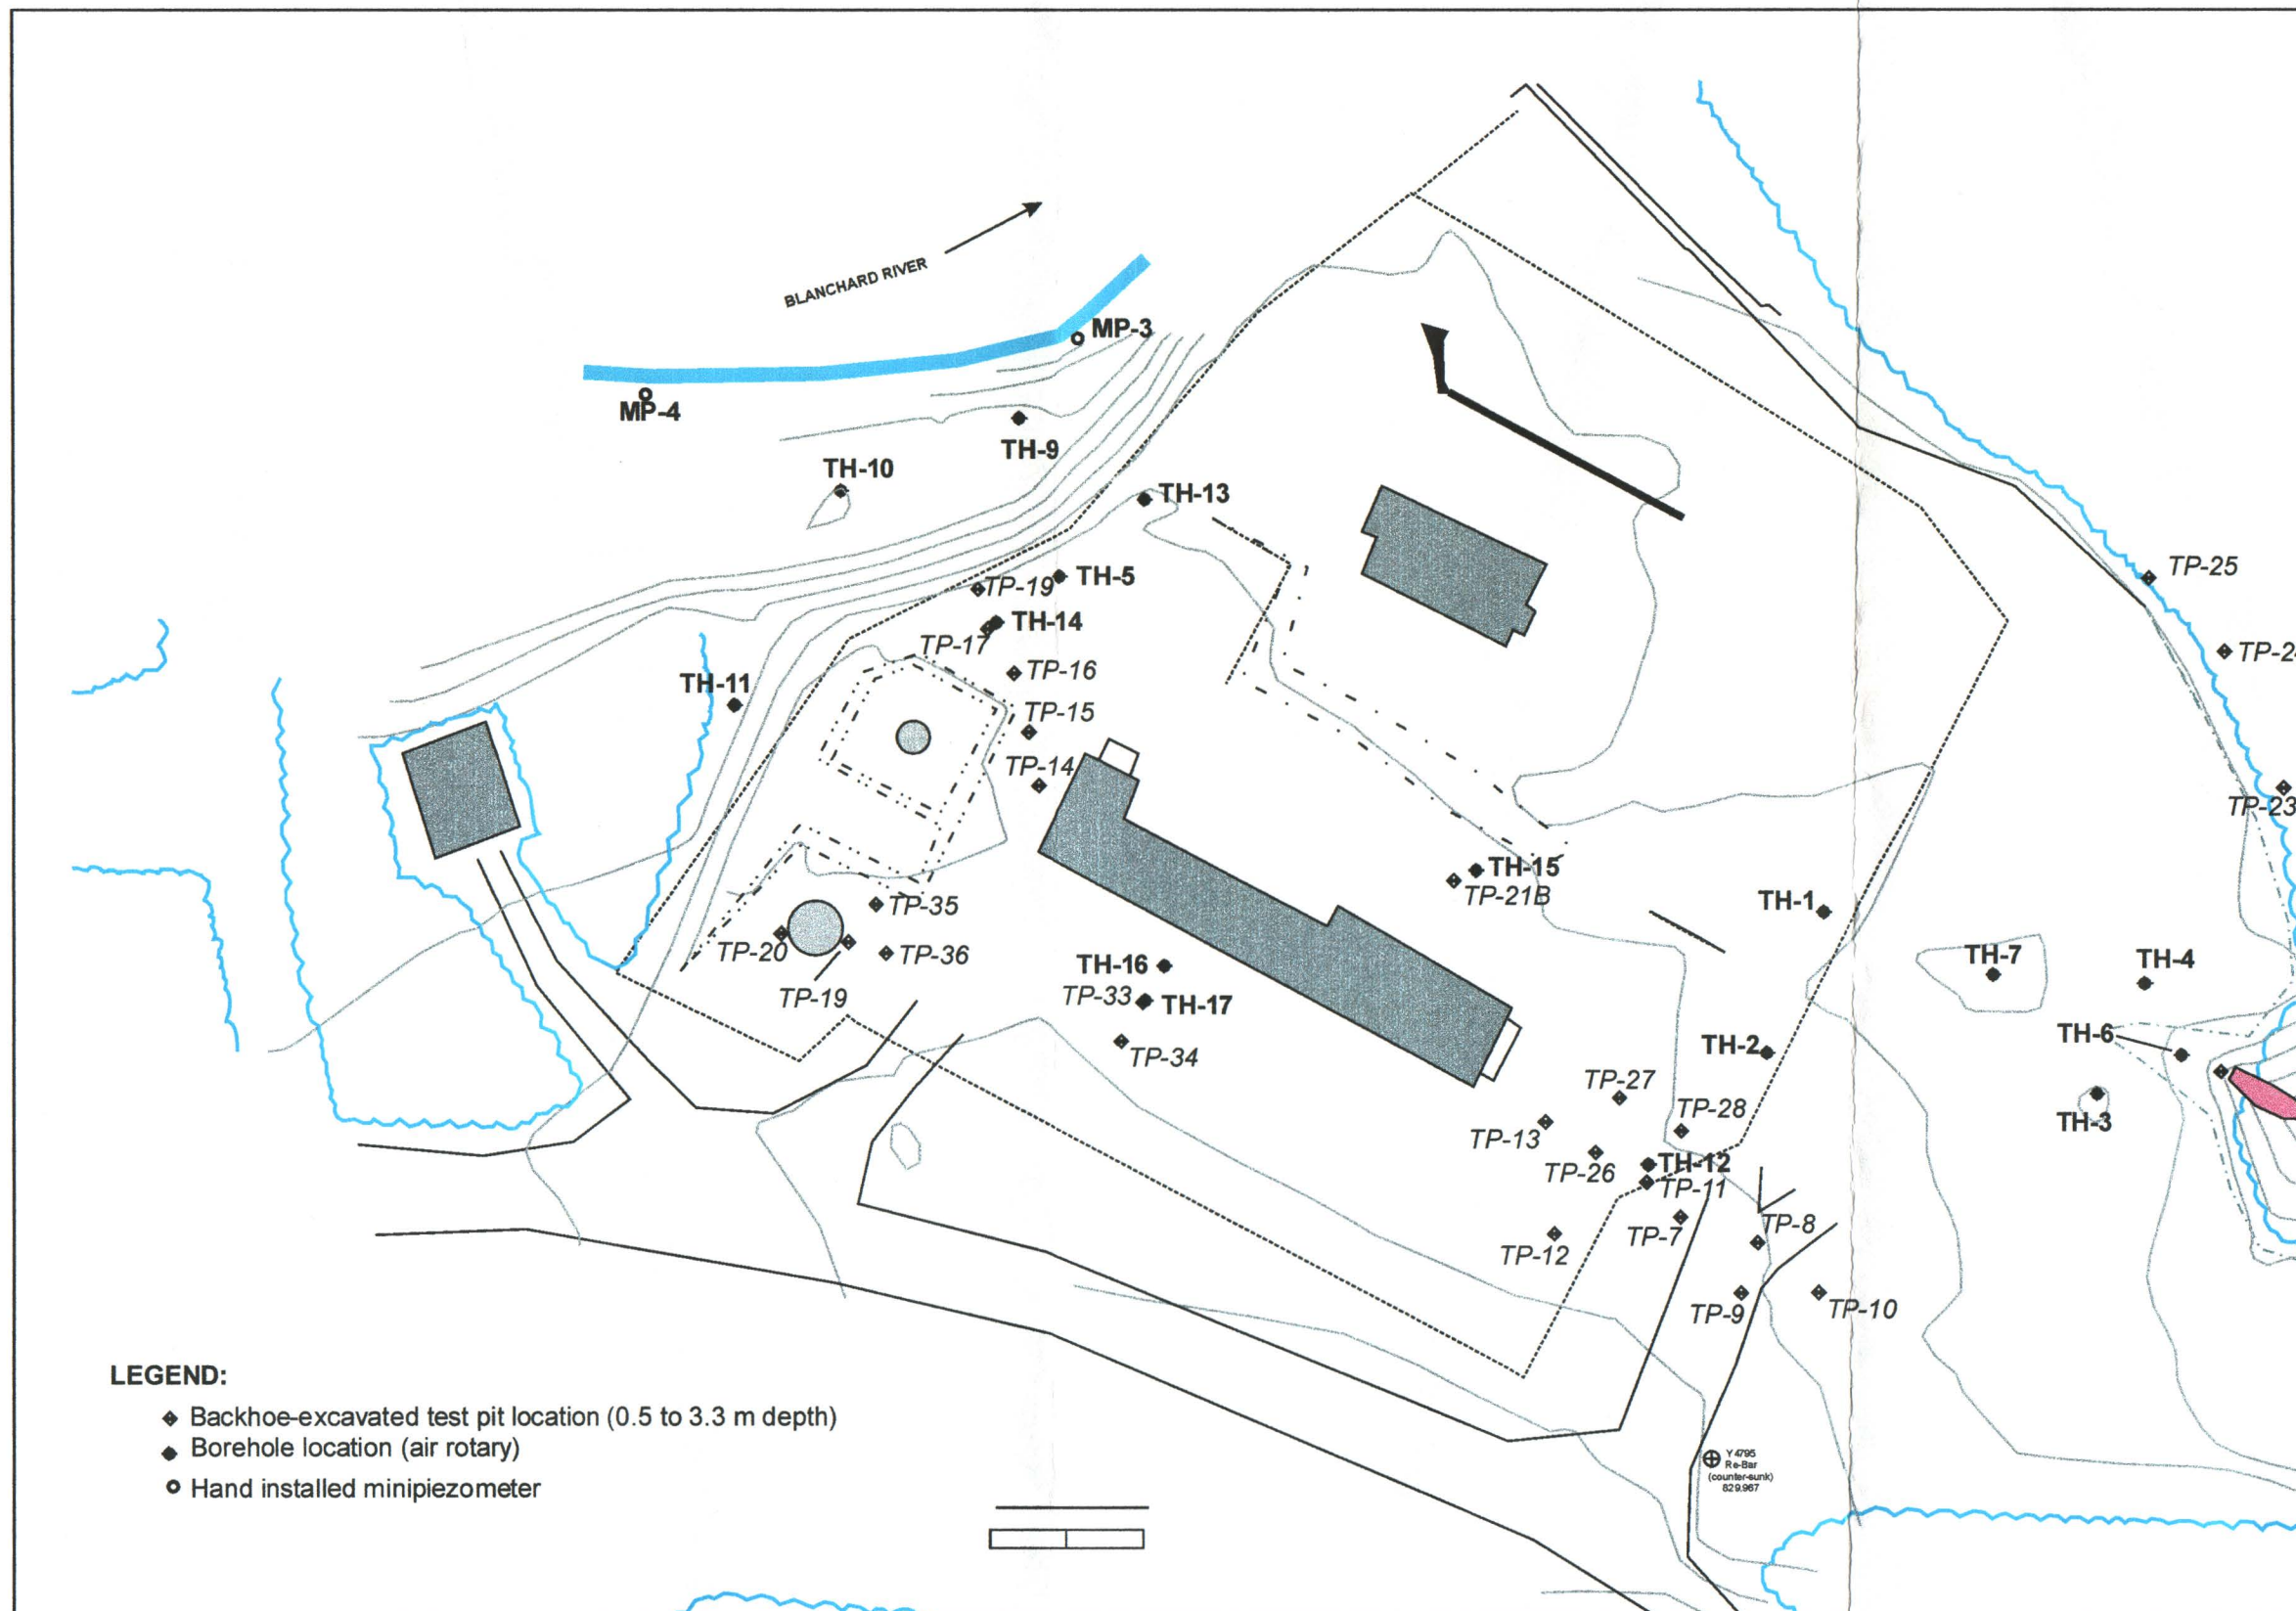 BLANCHARD RIVER
MP-3
MP-4
TH-9
TH-10
TH-13
TP-25
TP-19
TH-5
TH-14
TP-17
TP-16
TH-11
TP-15
TP-14
TP-23
TH-15
TP-21B
TH-1
TP-35
TP-20
TP-36
TP-19
TH-16
TP-33
TH-17
TP-34
TH-7
TH-4
TH-6
TH-2
TH-3
TP-27
TP-28
TP-13
TP-26
TH-12
TP-11
TP-7
TP-8
TP-12
TP-9
TP-10
LEGEND:
Backhoe-excavated test pit location (0.5 to 3.3 m depth)
Borehole location (air rotary)
Hand installed minipiezometer
Y 4795
Re-Bar
(counter-sunk)
829.967